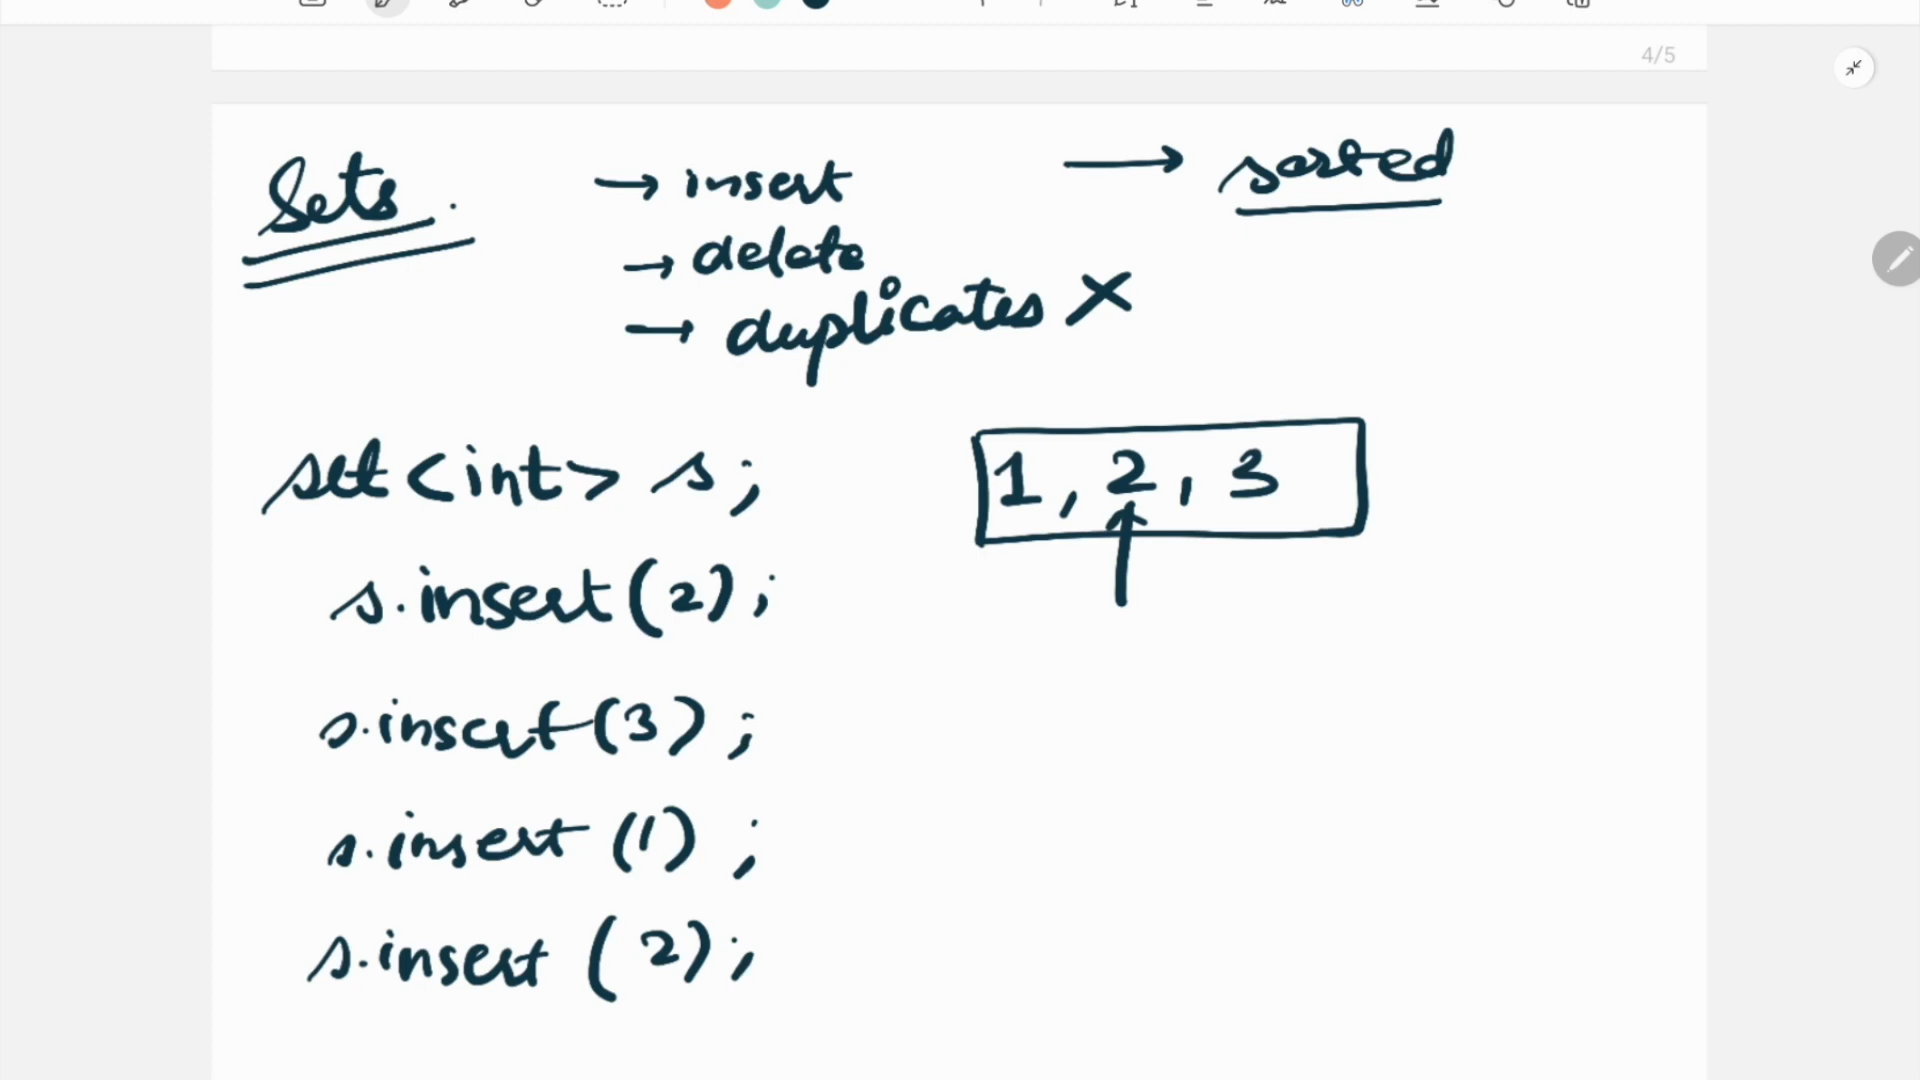 4/5
Sets.
→ insert
→ delete
→ duplicates ✗
→ sorted
set <int> s;
1, 2, 3
s.insert(2);
s.insert(3);
s.insert(1);
s.insert(2);